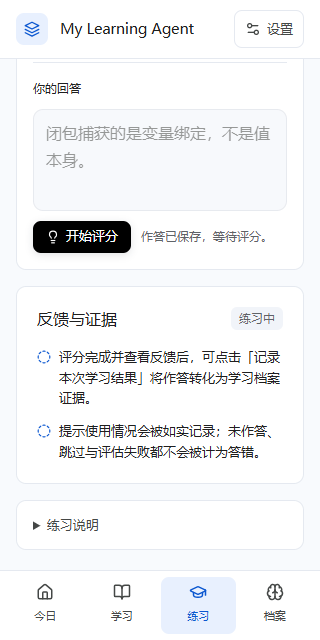 My Learning Agent
设置
你的回答
闭包捕获的是变量绑定，不是值
本身。
开始评分
作答已保存，等待评分。
反馈与证据
练习中
评分完成并查看反馈后，可点击「记录
本次学习结果」将作答转化为学习档案
证据。
提示使用情况会被如实记录；未作答、
跳过与评估失败都不会被计为答错。
练习说明
今日
学习
练习
档案